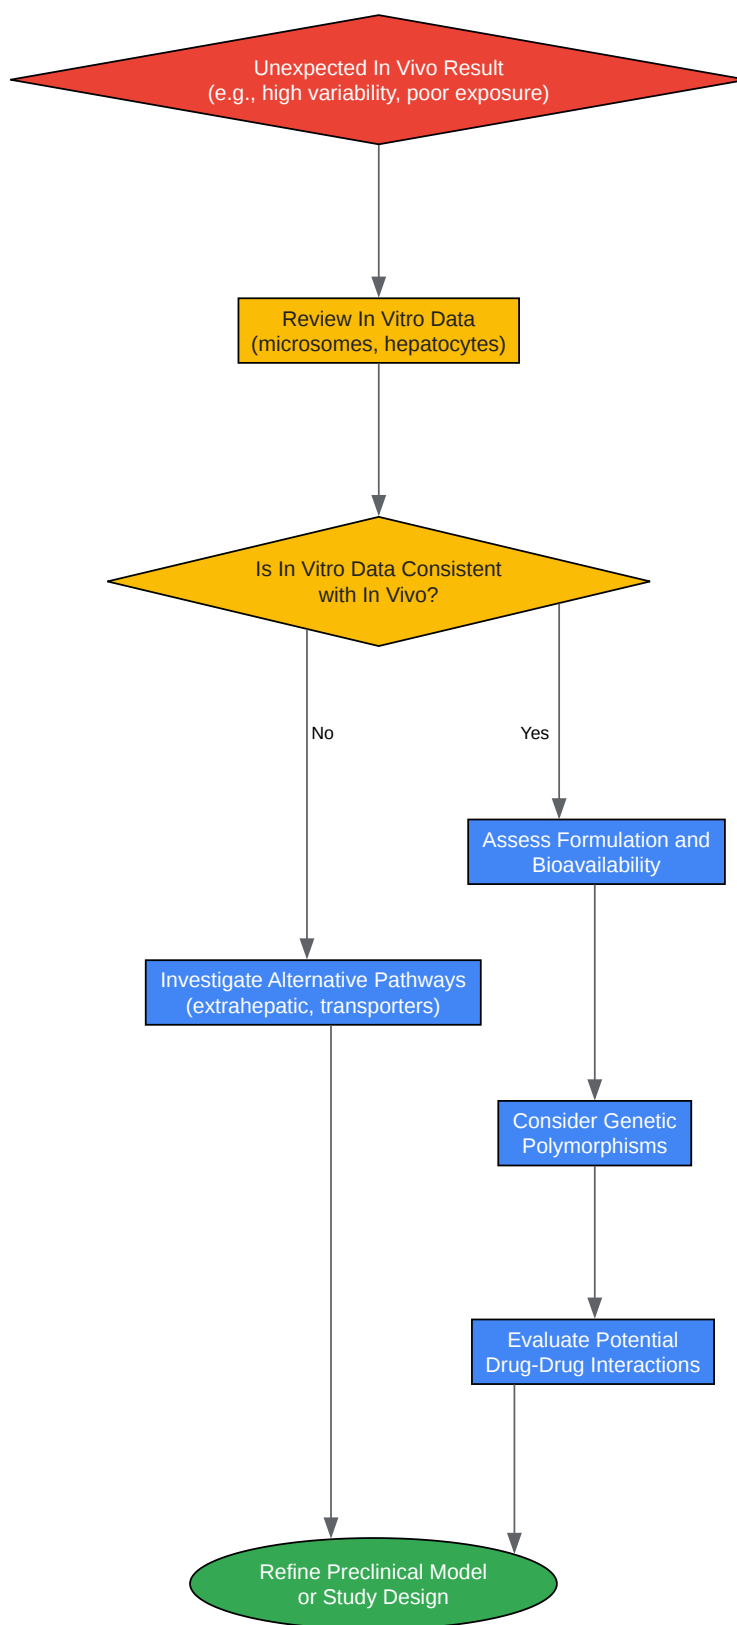 Unexpected In Vivo Result
(e.g., high variability, poor exposure)
Review In Vitro Data
(microsomes, hepatocytes)
Is In Vitro Data Consistent
with In Vivo?
No
Yes
Assess Formulation and
Bioavailability
Investigate Alternative Pathways
(extrahepatic, transporters)
Consider Genetic
Polymorphisms
Evaluate Potential
Drug-Drug Interactions
Refine Preclinical Model
or Study Design